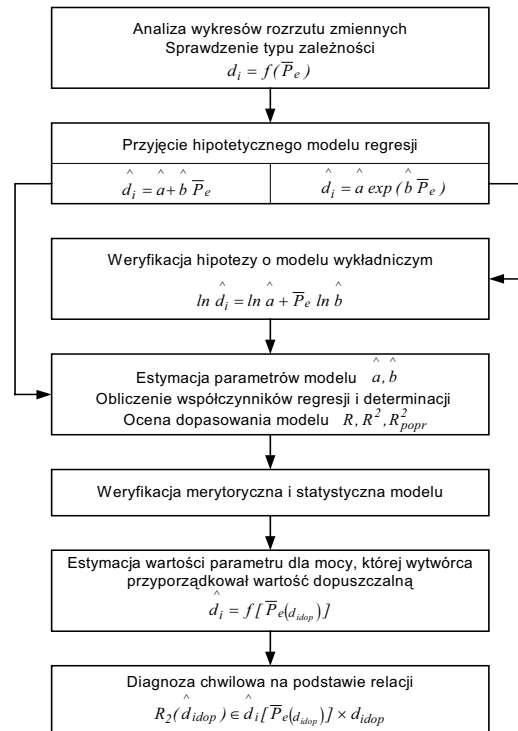 Analiza wykresów rozrzutu zmiennych
Sprawdzenie typu zależności
d_i = f(P̅_e)
Przyjęcie hipotetycznego modelu regresji
d̂_i = â + b̂ P̅_e
d̂_i = â exp(b̂ P̅_e)
Weryfikacja hipotezy o modelu wykładniczym
ln d̂_i = ln â + P̅_e ln b̂
Estymacja parametrów modelu â, b̂
Obliczenie współczynników regresji i determinacji
Ocena dopasowania modelu R, R², R²_popr
Weryfikacja merytoryczna i statystyczna modelu
Estymacja wartości parametru dla mocy, której wytwórca
przyporządkował wartość dopuszczalną
d̂_i = f[P̅_e(d_idop)]
Diagnoza chwilowa na podstawie relacji
R_2(d̂_idop) ∈ d̂_i[P̅_e(d_idop)] × d_idop